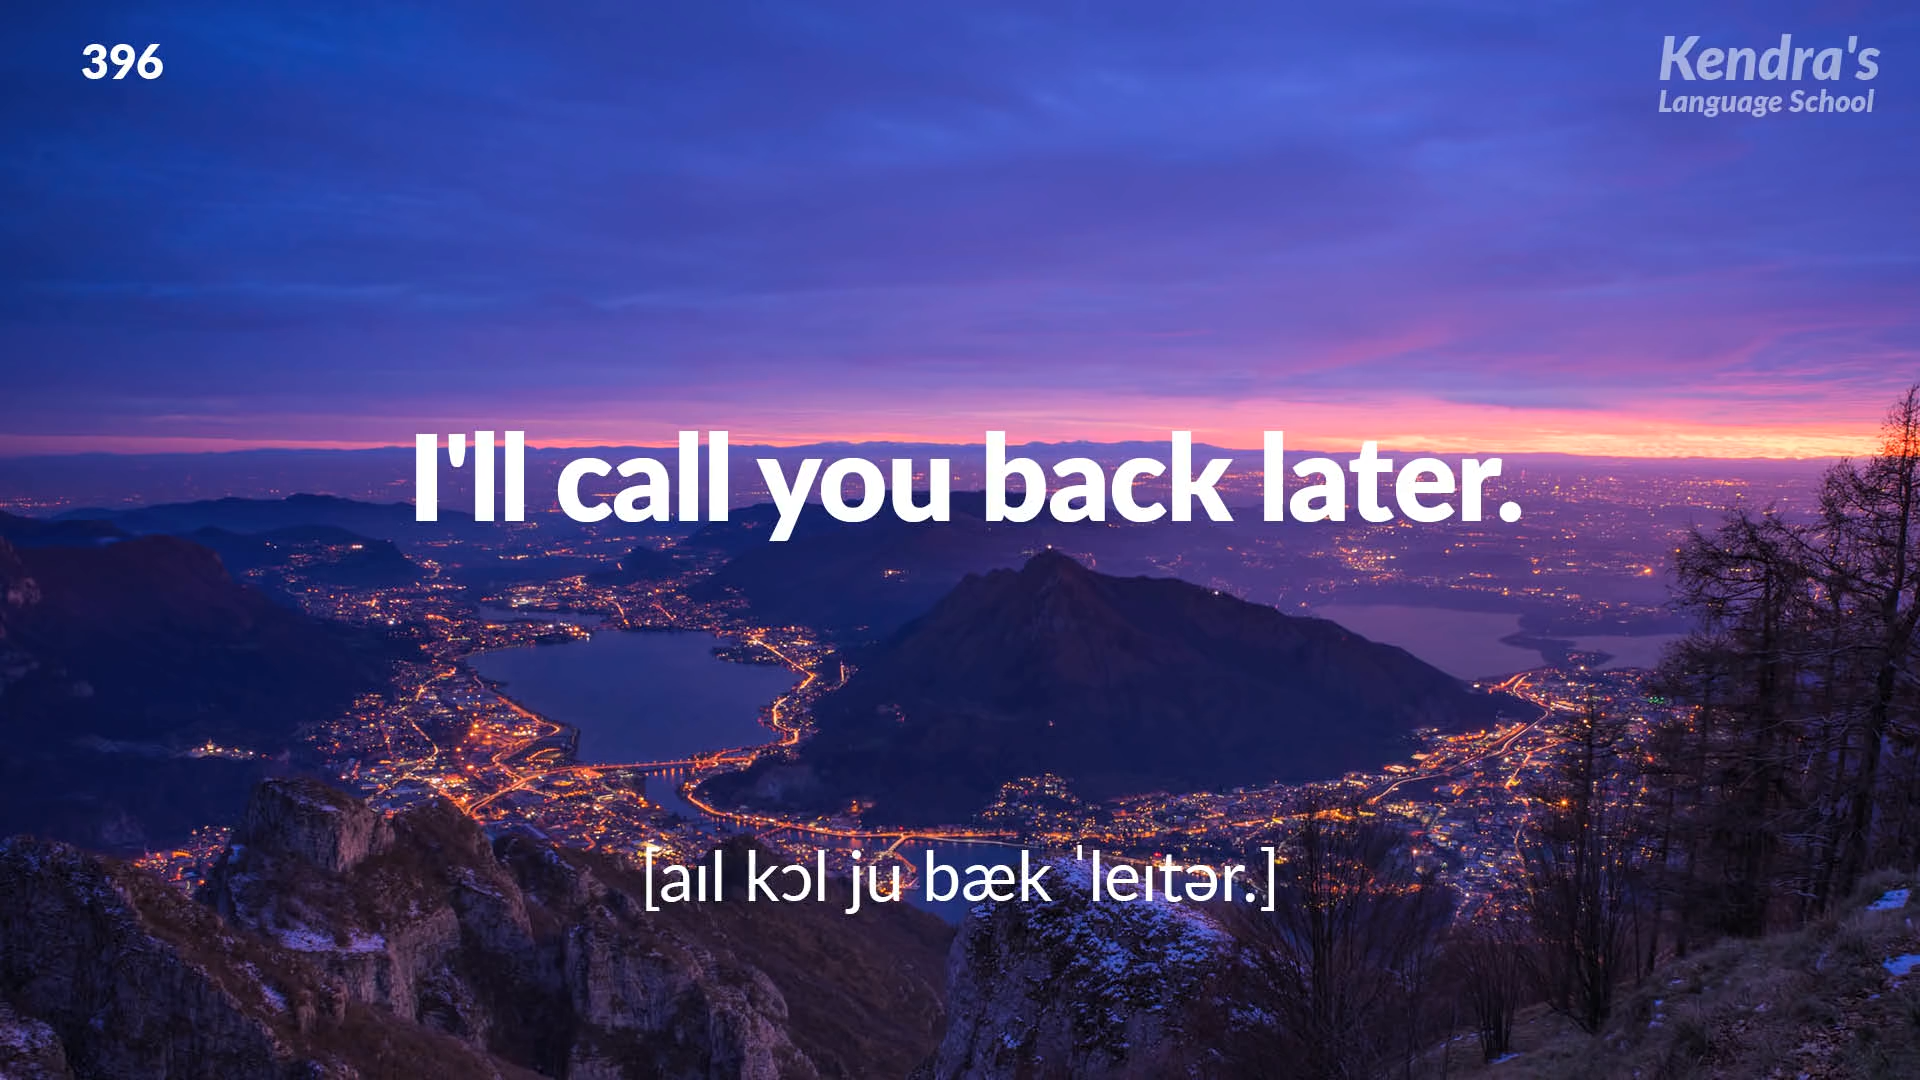 396
Kendra's
Language School
I'll call you back later.
[aɪl kɔl ju bæk ˈleɪtər.]